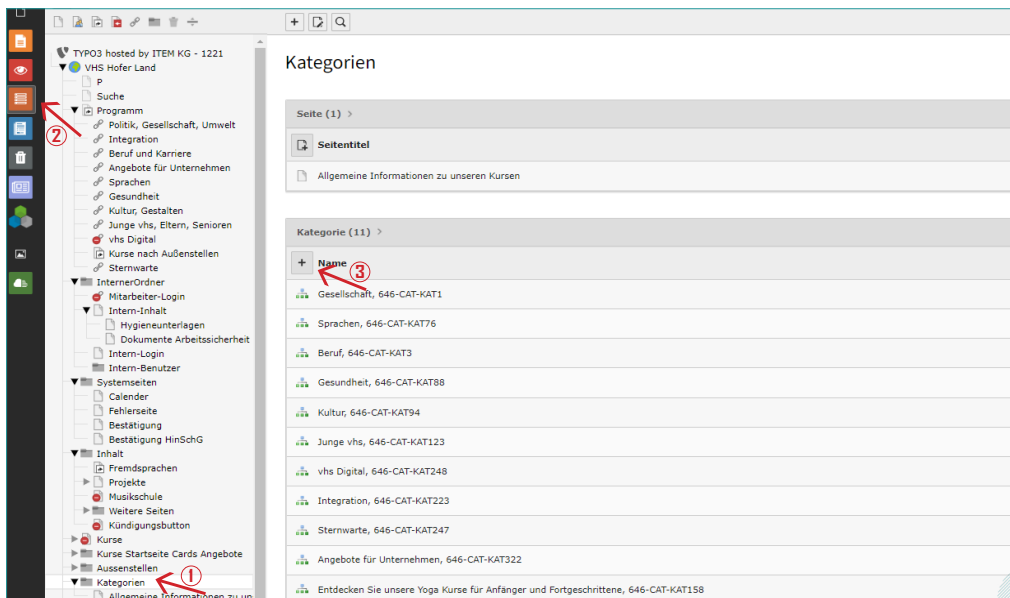 TYPO3 hosted by ITEM KG - 1221
VHS Hofer Land
P
Suche
Programm
Politik, Gesellschaft, Umwelt
Integration
Beruf und Karriere
Angebote für Unternehmen
Sprachen
Gesundheit
Kultur, Gestalten
Junge vhs, Eltern, Senioren
vhs Digital
Kurse nach Außenstellen
Sternwarte
InternerOrdner
Mitarbeiter-Login
Intern-Inhalt
Hygieneunterlagen
Dokumente Arbeitssicherheit
Intern-Login
Intern-Benutzer
Systemseiten
Calender
Fehlerseite
Bestätigung
Bestätigung HinSchG
Inhalt
Fremdsprachen
Projekte
Musikschule
Weitere Seiten
Kündigungsbutton
Kurse
Kurse Startseite Cards Angebote
Aussenstellen
Kategorien
①
Allgemeine Informationen zu un
②
Kategorien
Seite (1) >
Seitentitel
Allgemeine Informationen zu unseren Kursen
Kategorie (11) >
+ Name
③
Gesellschaft, 646-CAT-KAT1
Sprachen, 646-CAT-KAT76
Beruf, 646-CAT-KAT3
Gesundheit, 646-CAT-KAT88
Kultur, 646-CAT-KAT94
Junge vhs, 646-CAT-KAT123
vhs Digital, 646-CAT-KAT248
Integration, 646-CAT-KAT223
Sternwarte, 646-CAT-KAT247
Angebote für Unternehmen, 646-CAT-KAT322
Entdecken Sie unsere Yoga Kurse für Anfänger und Fortgeschrittene, 646-CAT-KAT158